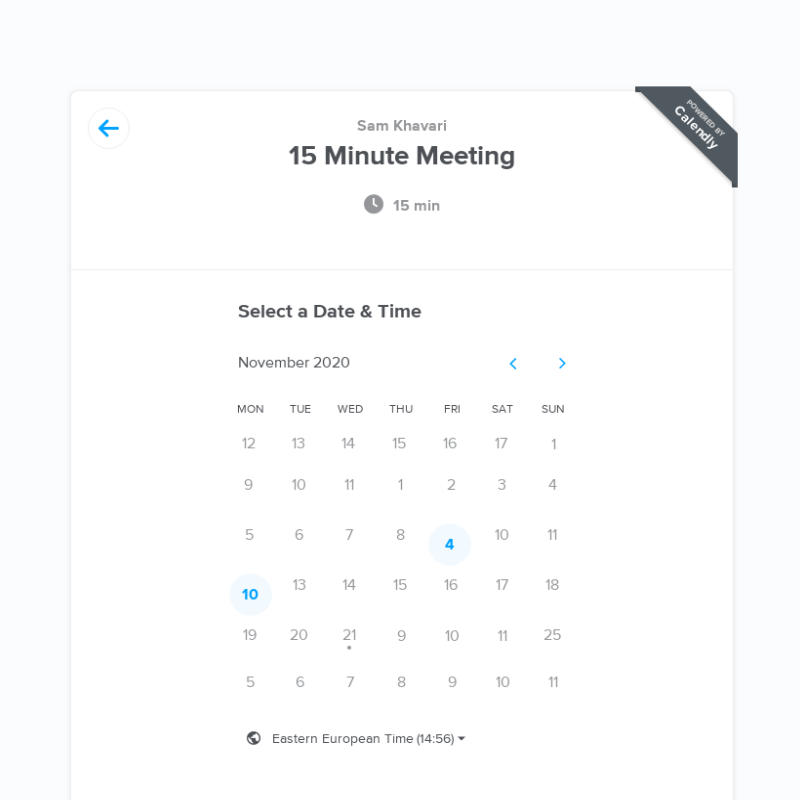 Sam Khavari
15 Minute Meeting
15 min
POWERED BY
Calendly
Select a Date & Time
November 2020
MON TUE WED THU FRI SAT SUN
12 13 14 15 16 17 1
9 10 11 1 2 3 4
5 6 7 8 4 10 11
10 13 14 15 16 17 18
19 20 21 9 10 11 25
5 6 7 8 9 10 11
Eastern European Time (14:56)